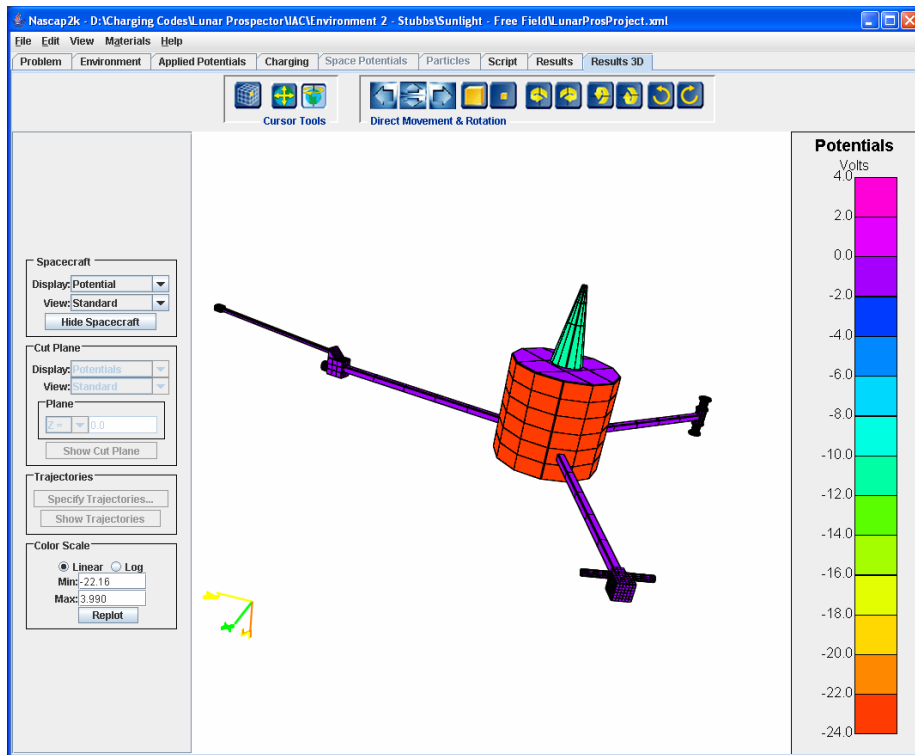 Nascap2k - D:\Charging Codes\Lunar Prospector\IAC\Environment 2 - Stubbs\Sunlight - Free Field\LunarProsProject.xml
File Edit View Materials Help
Problem Environment Applied Potentials Charging Space Potentials Particles Script Results Results 3D
Cursor Tools Direct Movement & Rotation
Spacecraft
Display: Potential
View: Standard
Hide Spacecraft
Cut Plane
Display: Potentials
View: Standard
Plane
Z = 0.0
Show Cut Plane
Trajectories
Specify Trajectories...
Show Trajectories
Color Scale
Linear Log
Min: -22.16
Max: 3.990
Replot
Potentials
Volts
4.0
2.0
0.0
-2.0
-4.0
-6.0
-8.0
-10.0
-12.0
-14.0
-16.0
-18.0
-20.0
-22.0
-24.0